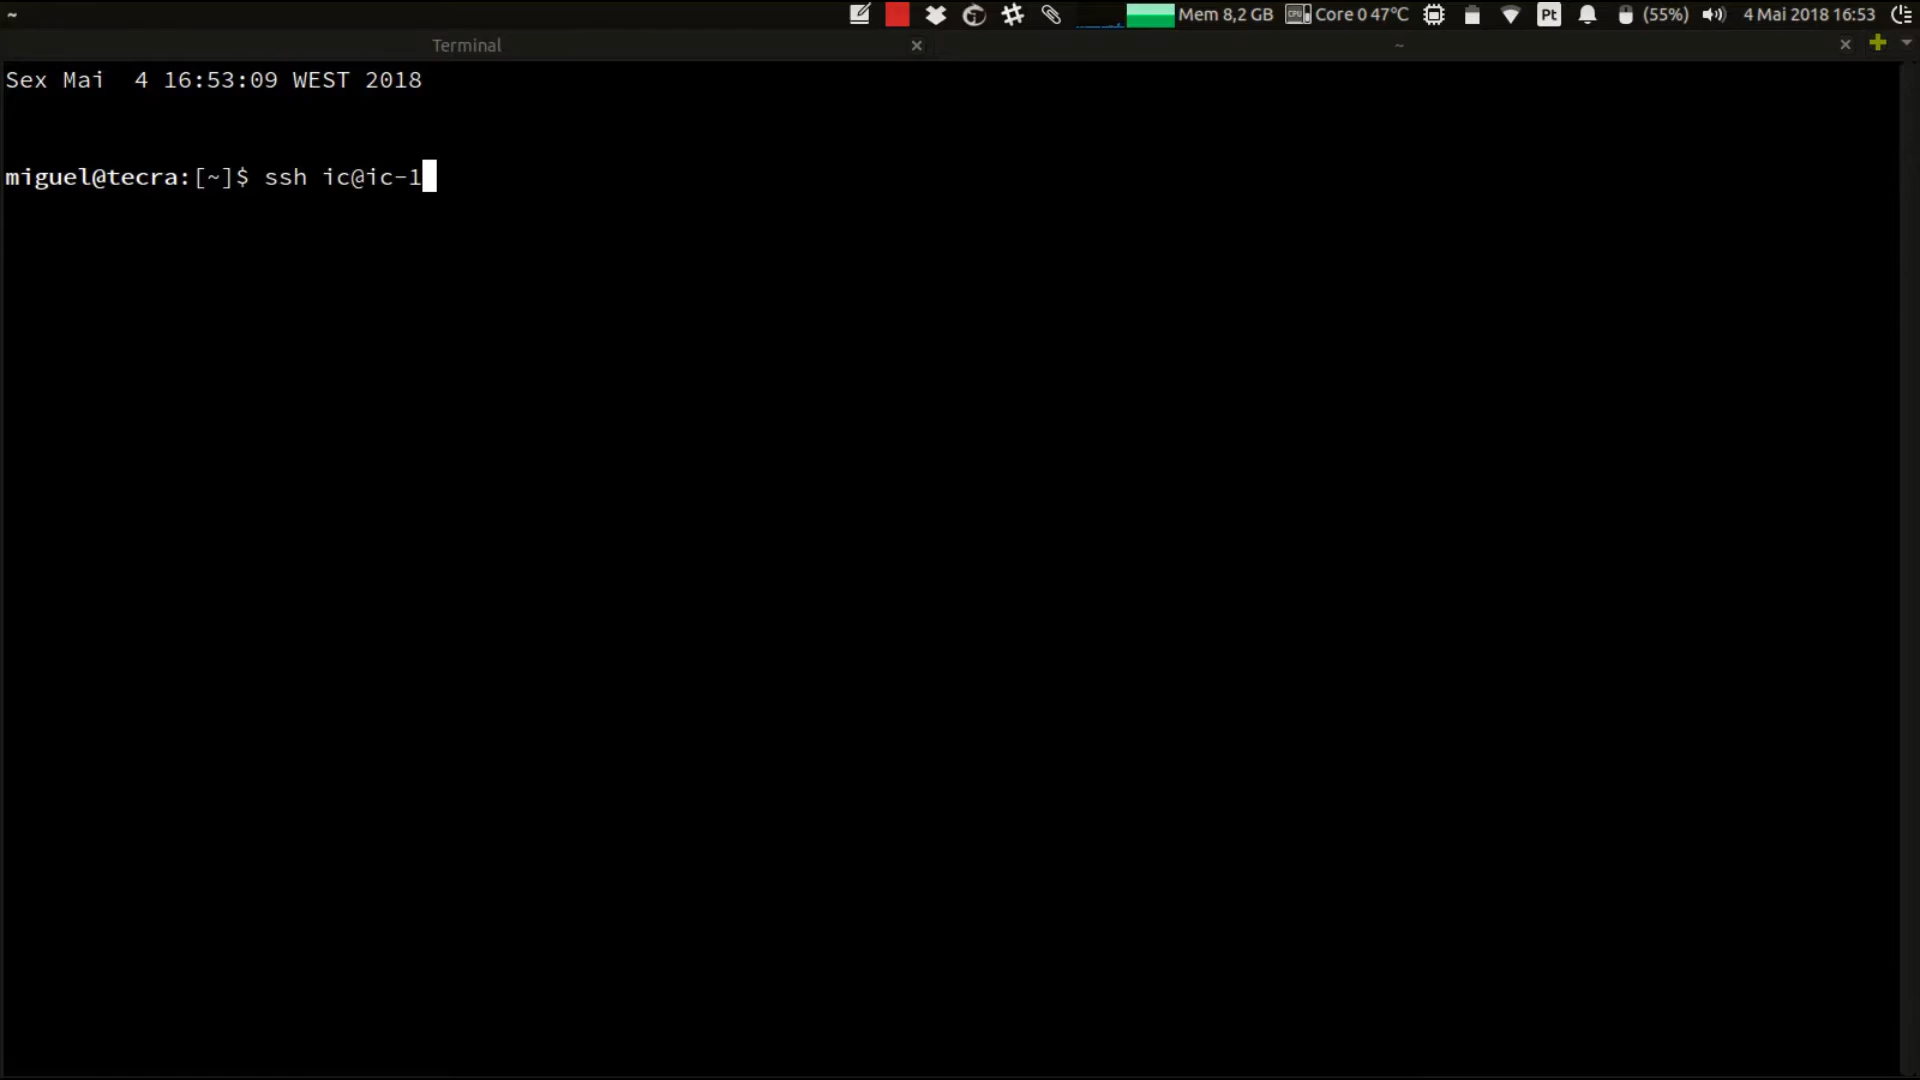 ~
Mem 8,2 GB Core 0 47°C Pt (55%) 4 Mai 2018 16:53
Terminal ~
Sex Mai  4 16:53:09 WEST 2018
miguel@tecra:[~]$ ssh ic@ic-1